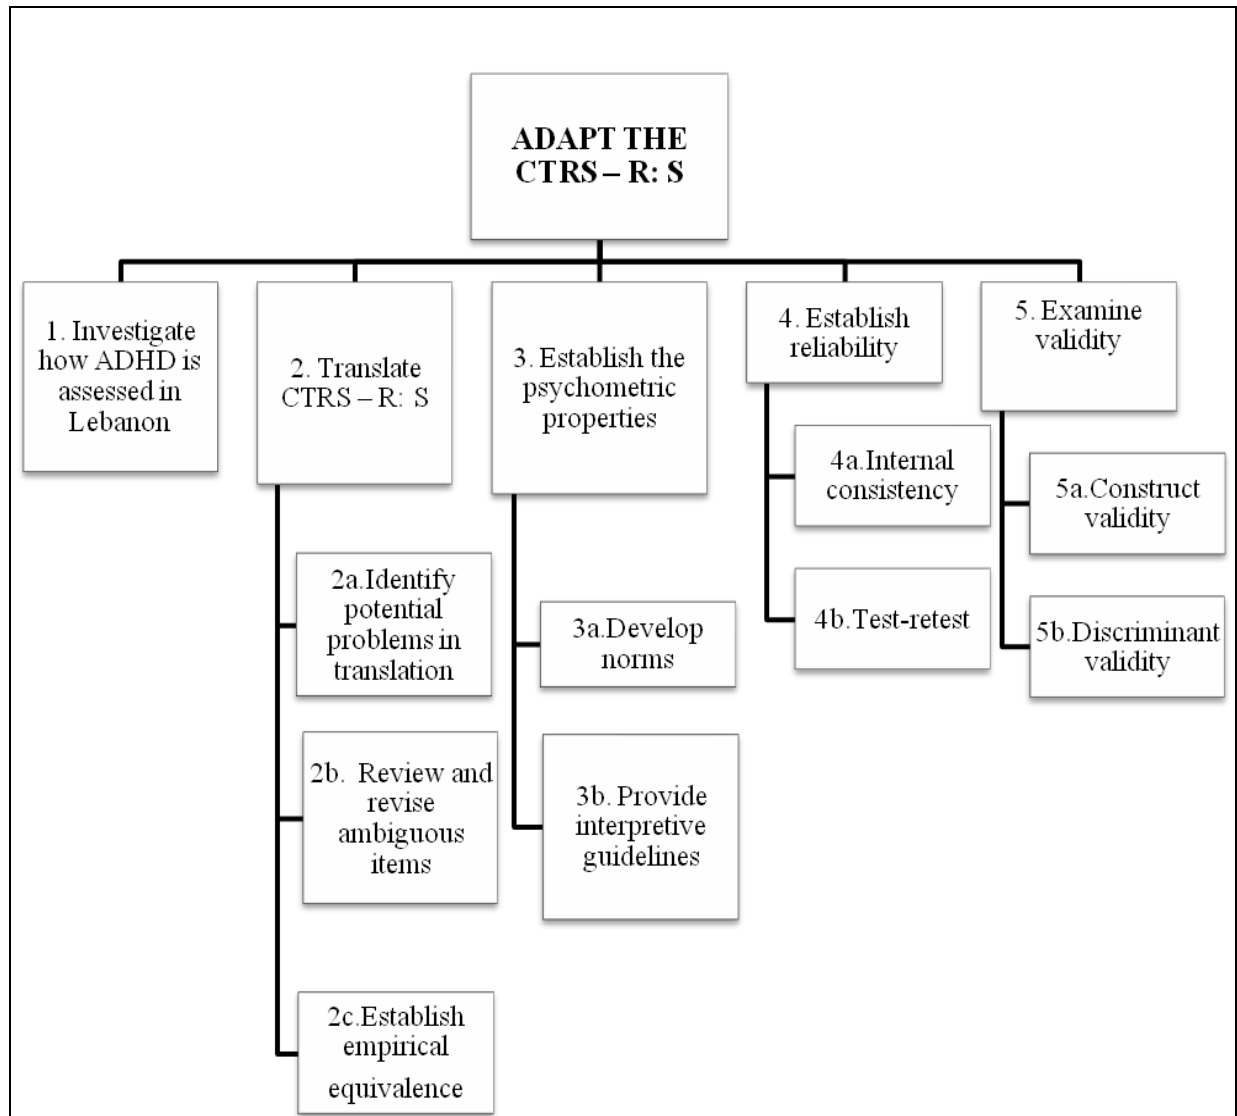 ADAPT THE
CTRS – R: S
1. Investigate
how ADHD is
assessed in
Lebanon
2. Translate
CTRS – R: S
2a.Identify
potential
problems in
translation
2b. Review and
revise
ambiguous
items
2c.Establish
empirical
equivalence
3. Establish the
psychometric
properties
3a.Develop
norms
3b. Provide
interpretive
guidelines
4. Establish
reliability
4a.Internal
consistency
4b.Test-retest
5. Examine
validity
5a.Construct
validity
5b.Discriminant
validity